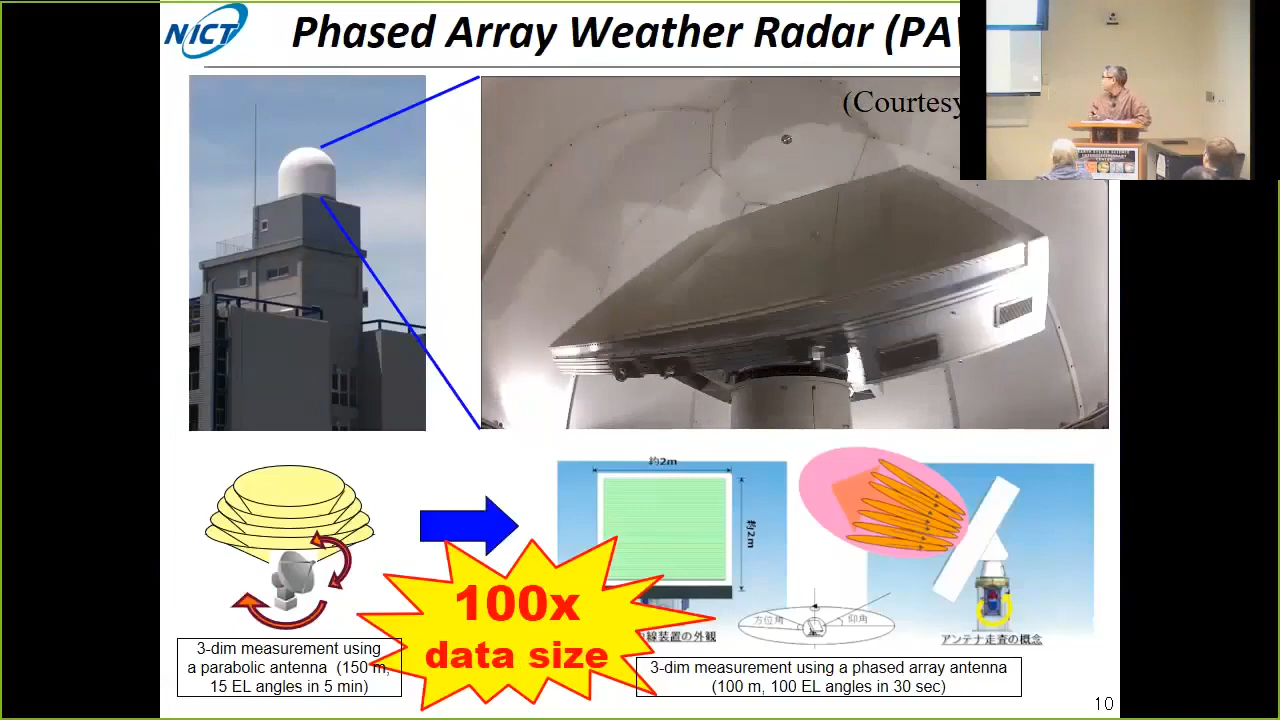 NICT
Phased Array Weather Radar (PA
(Courtesy
約2m
約2m
100x
data size
線装置の外観
方位角
仰角
アンテナ走査の概念
3-dim measurement using
a parabolic antenna (150 m,
15 EL angles in 5 min)
3-dim measurement using a phased array antenna
(100 m, 100 EL angles in 30 sec)
10